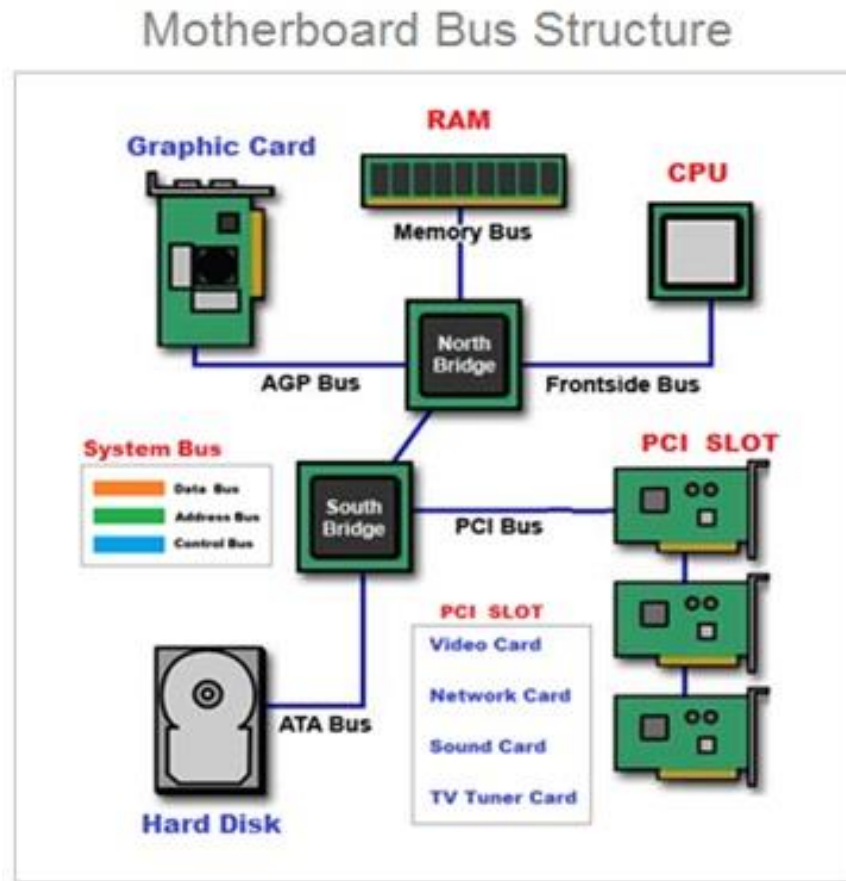 Motherboard Bus Structure
RAM
Graphic Card
CPU
Memory Bus
North
Bridge
AGP Bus
Frontside Bus
System Bus
Data Bus
Address Bus
Control Bus
PCI SLOT
South
Bridge
PCI Bus
PCI SLOT
Video Card
Network Card
Sound Card
TV Tuner Card
ATA Bus
Hard Disk